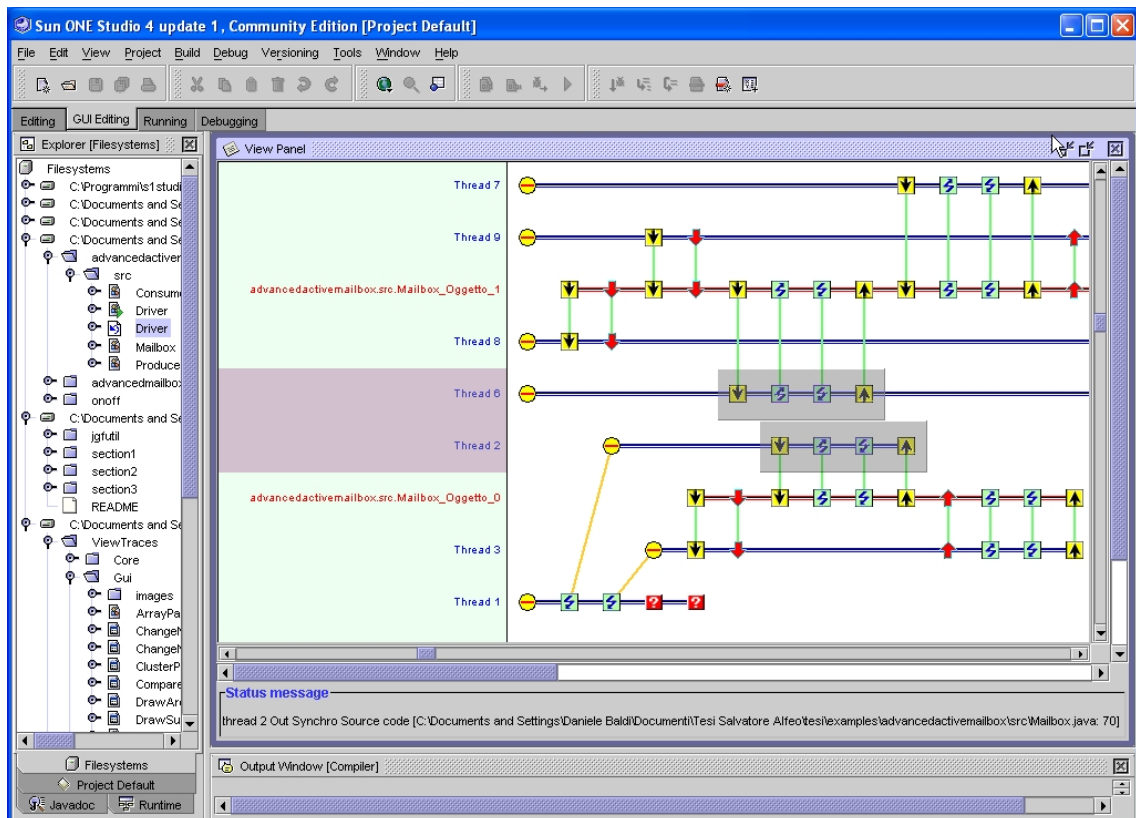 Sun ONE Studio 4 update 1, Community Edition [Project Default]
File Edit View Project Build Debug Versioning Tools Window Help
Editing GUI Editing Running Debugging
Explorer [Filesystems]
Filesystems
C:\Programmi\s1studi
C:\Documents and Se
C:\Documents and Se
C:\Documents and Se
advancedactiver
src
Consume
Driver
Driver
Mailbox
Produce
advancedmailbox
onoff
C:\Documents and Se
jgfutil
section1
section2
section3
README
C:\Documents and Se
ViewTraces
Core
Gui
images
ArrayPa
ChangeN
ChangeN
ClusterP
Compare
DrawAre
DrawSu
Filesystems
Project Default
Javadoc Runtime
View Panel
Thread 7
Thread 9
advancedactivemailbox.src.Mailbox_Oggetto_1
Thread 8
Thread 6
Thread 2
advancedactivemailbox.src.Mailbox_Oggetto_0
Thread 3
Thread 1
? ?
Status message
thread 2 Out Synchro Source code [C:\Documents and Settings\Daniele Baldi\Documenti\Tesi Salvatore Alfeo\tesi\examples\advancedactivemailbox\src\Mailbox.java: 70]
Output Window [Compiler]